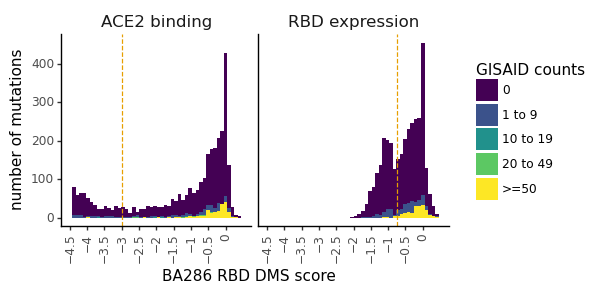 ACE2 binding
RBD expression
number of mutations
400
300
200
100
0
−4.5 −4 −3.5 −3 −2.5 −2 −1.5 −1 −0.5 0
−4.5 −4 −3.5 −3 −2.5 −2 −1.5 −1 −0.5 0
BA286 RBD DMS score
GISAID counts
0
1 to 9
10 to 19
20 to 49
>=50